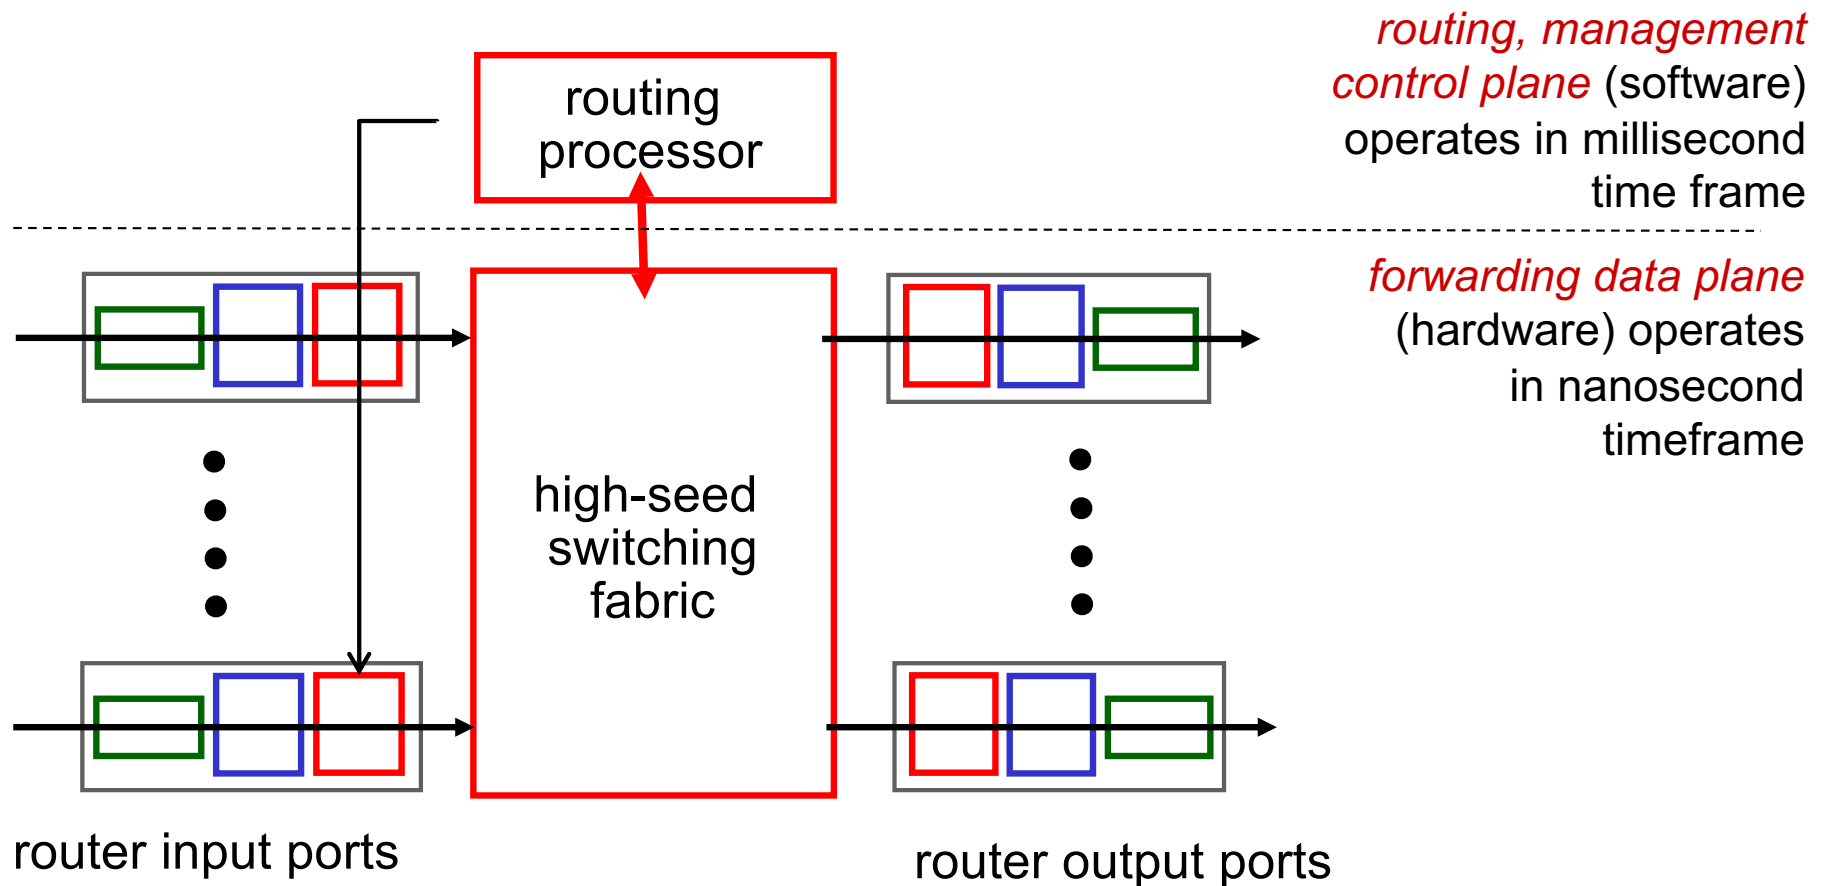 routing, management
control plane (software)
operates in millisecond
time frame
routing
processor
forwarding data plane
(hardware) operates
in nanosecond
timeframe
high-seed
switching
fabric
router input ports
router output ports